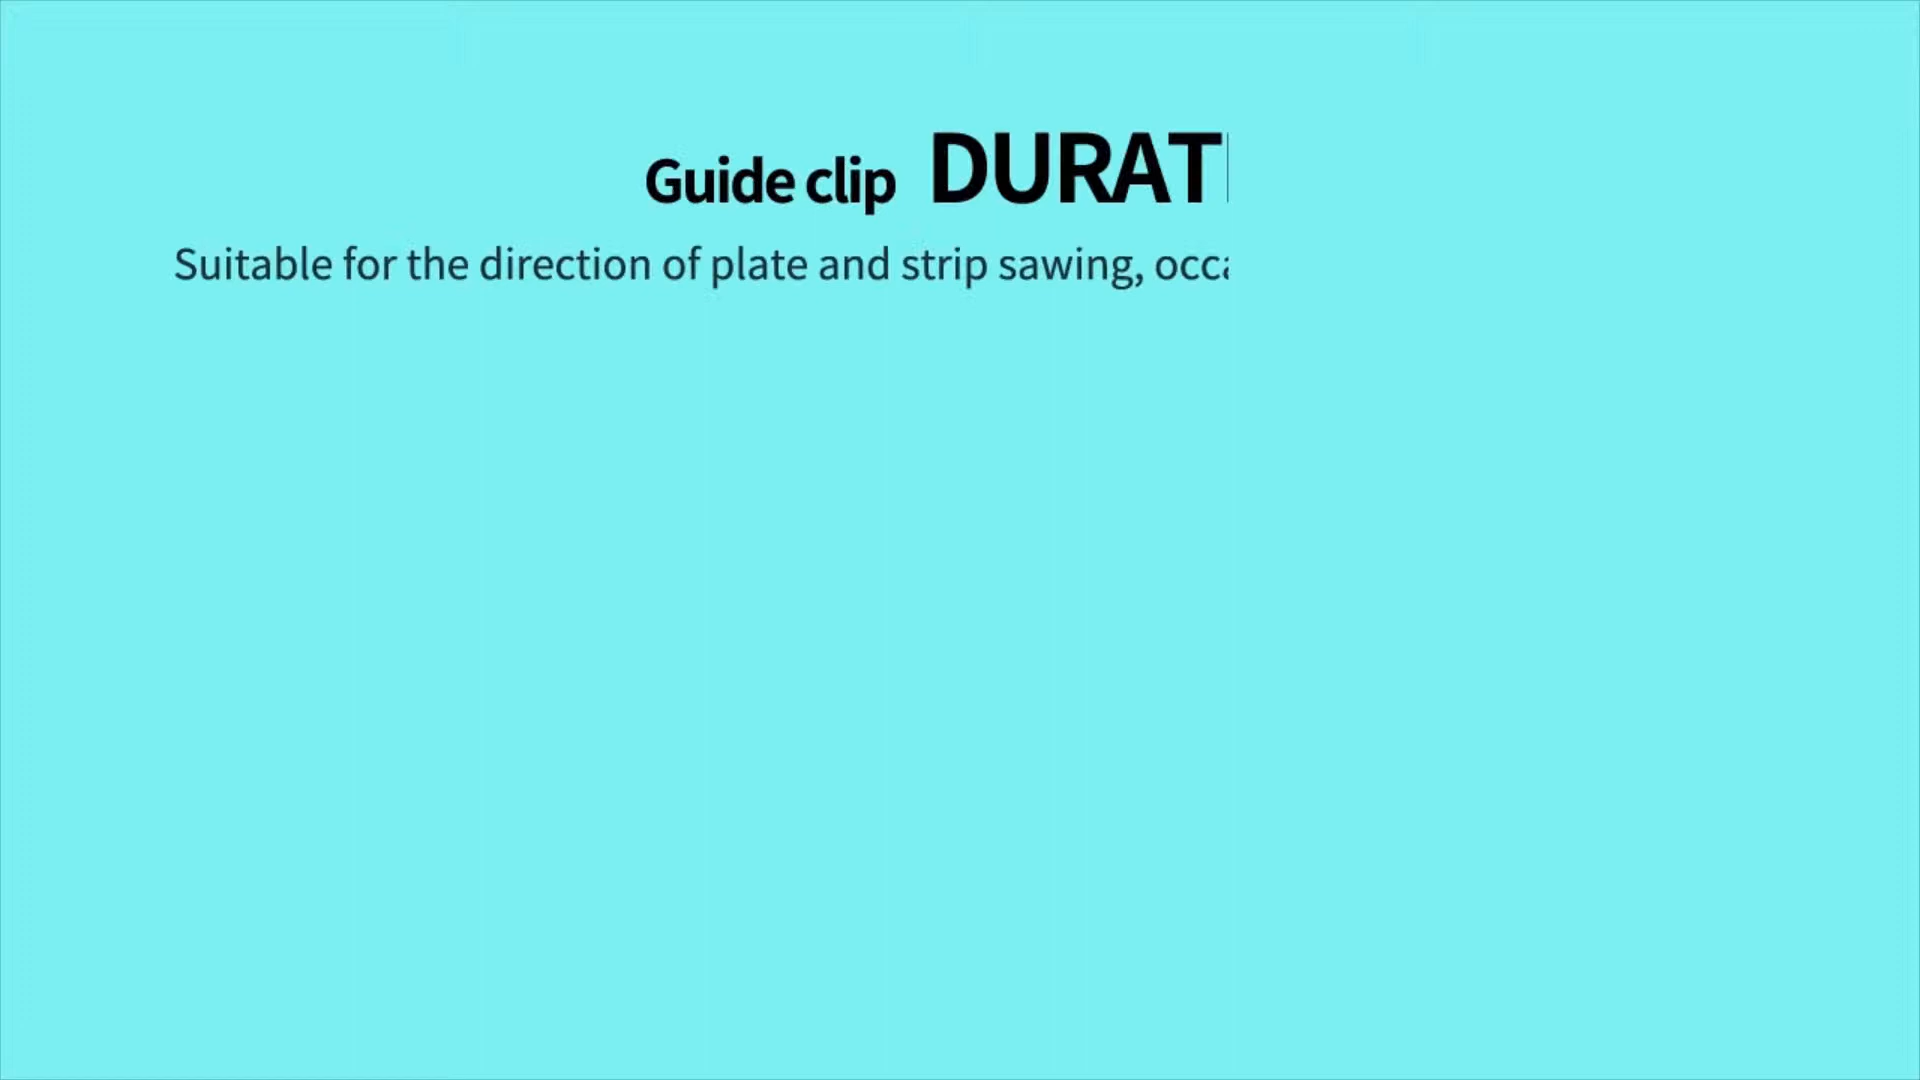 Guide clip DURAT
Suitable for the direction of plate and strip sawing, occ